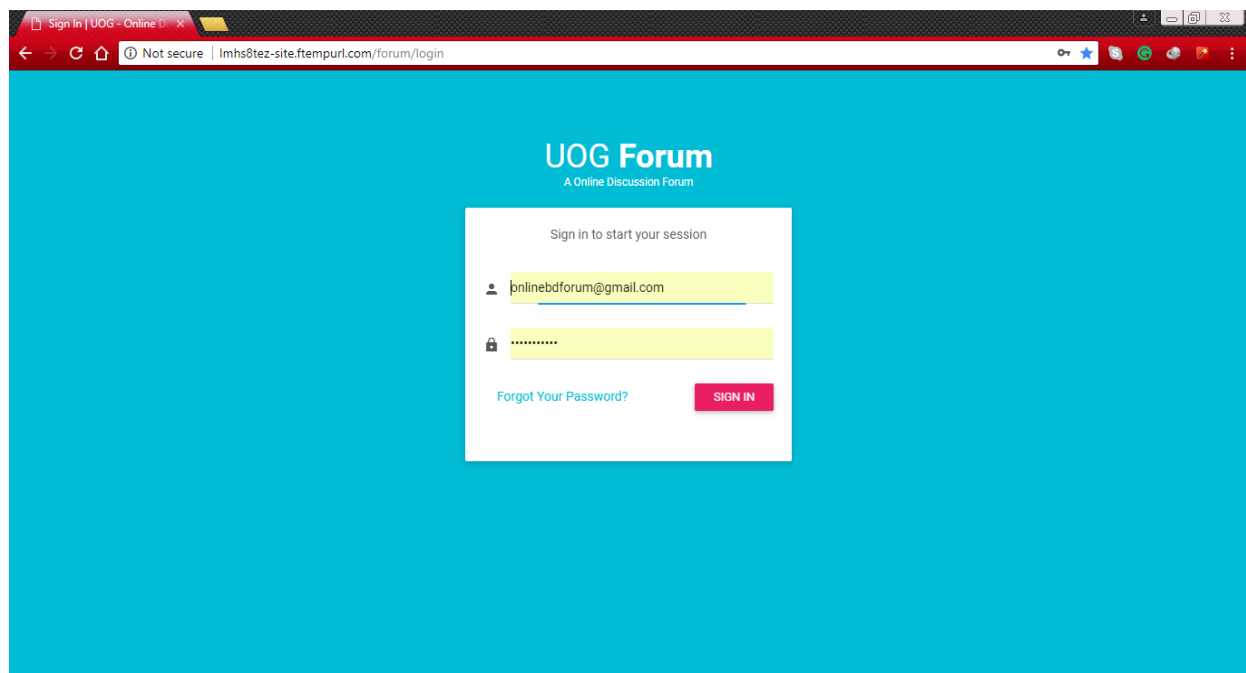 Sign In | UOG - Online D
Not secure | lmhs8tez-site.ftempurl.com/forum/login
UOG Forum
A Online Discussion Forum
Sign in to start your session
onlinebdforum@gmail.com
•••••••••••
Forgot Your Password?
SIGN IN